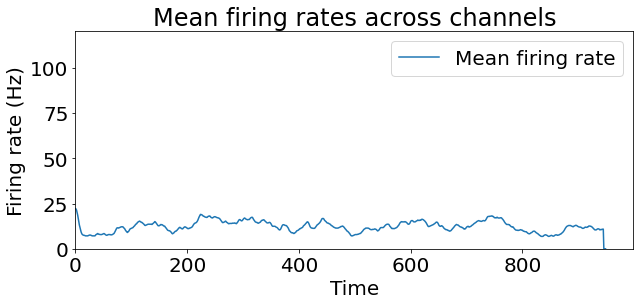 Mean firing rates across channels
Mean firing rate
Firing rate (Hz)
100
75
50
25
0
0 200 400 600 800
Time